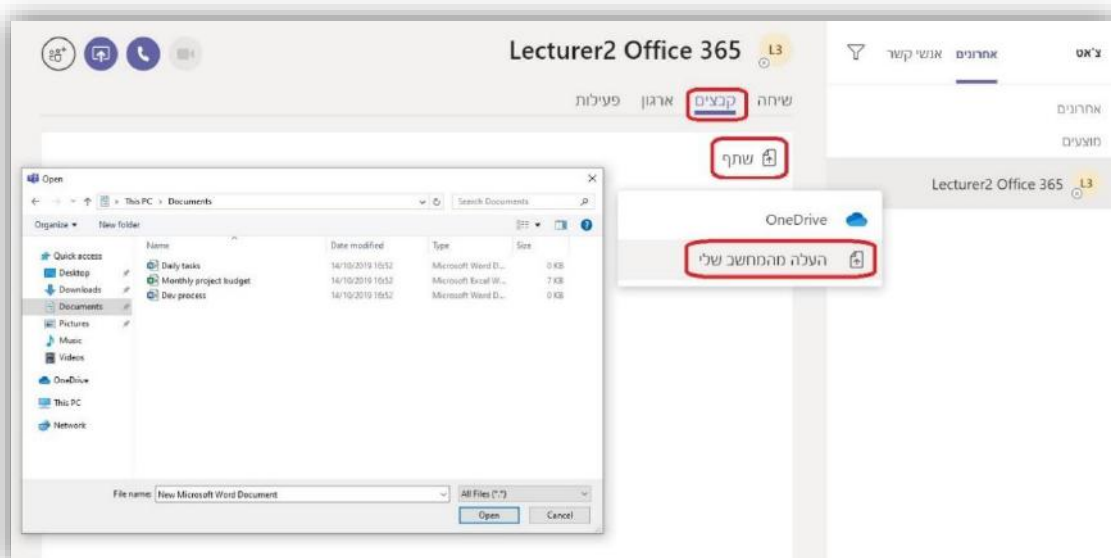 צ'אט
אחרונים
אנשי קשר
אחרונים
מוצעים
Lecturer2 Office 365
L3
Lecturer2 Office 365
L3
שיחה
קבצים
ארגון
פעילות
שתף
OneDrive
העלה מהמחשב שלי
Open
This PC > Documents
Search Documents
Organize
New folder
Name
Date modified
Type
Size
Quick access
Desktop
Downloads
Documents
Pictures
Music
Videos
OneDrive
This PC
Network
Daily tasks 14/10/2019 16:52 Microsoft Word D... 0 KB
Monthly project budget 14/10/2019 16:52 Microsoft Excel W... 7 KB
Dev process 14/10/2019 16:52 Microsoft Word D... 0 KB
File name: New Microsoft Word Document
All Files (*.*)
Open
Cancel